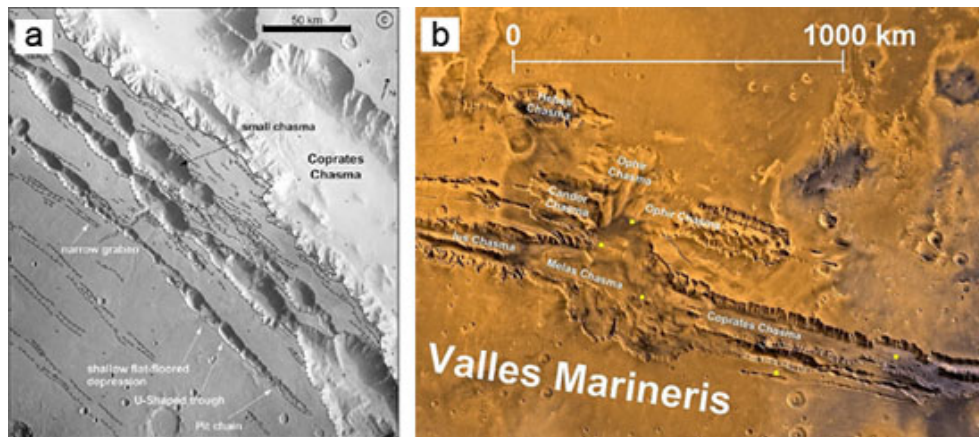 a
50 km
c
small chasma
Coprates
Chasma
narrow graben
shallow flat-floored
depression
U-Shaped trough
Pit chain
b
0
1000 km
Hebes
Chasma
Ophir
Chasma
Candor
Chasma
Ophir Chasma
Ius Chasma
Melas Chasma
Coprates Chasma
Valles Marineris